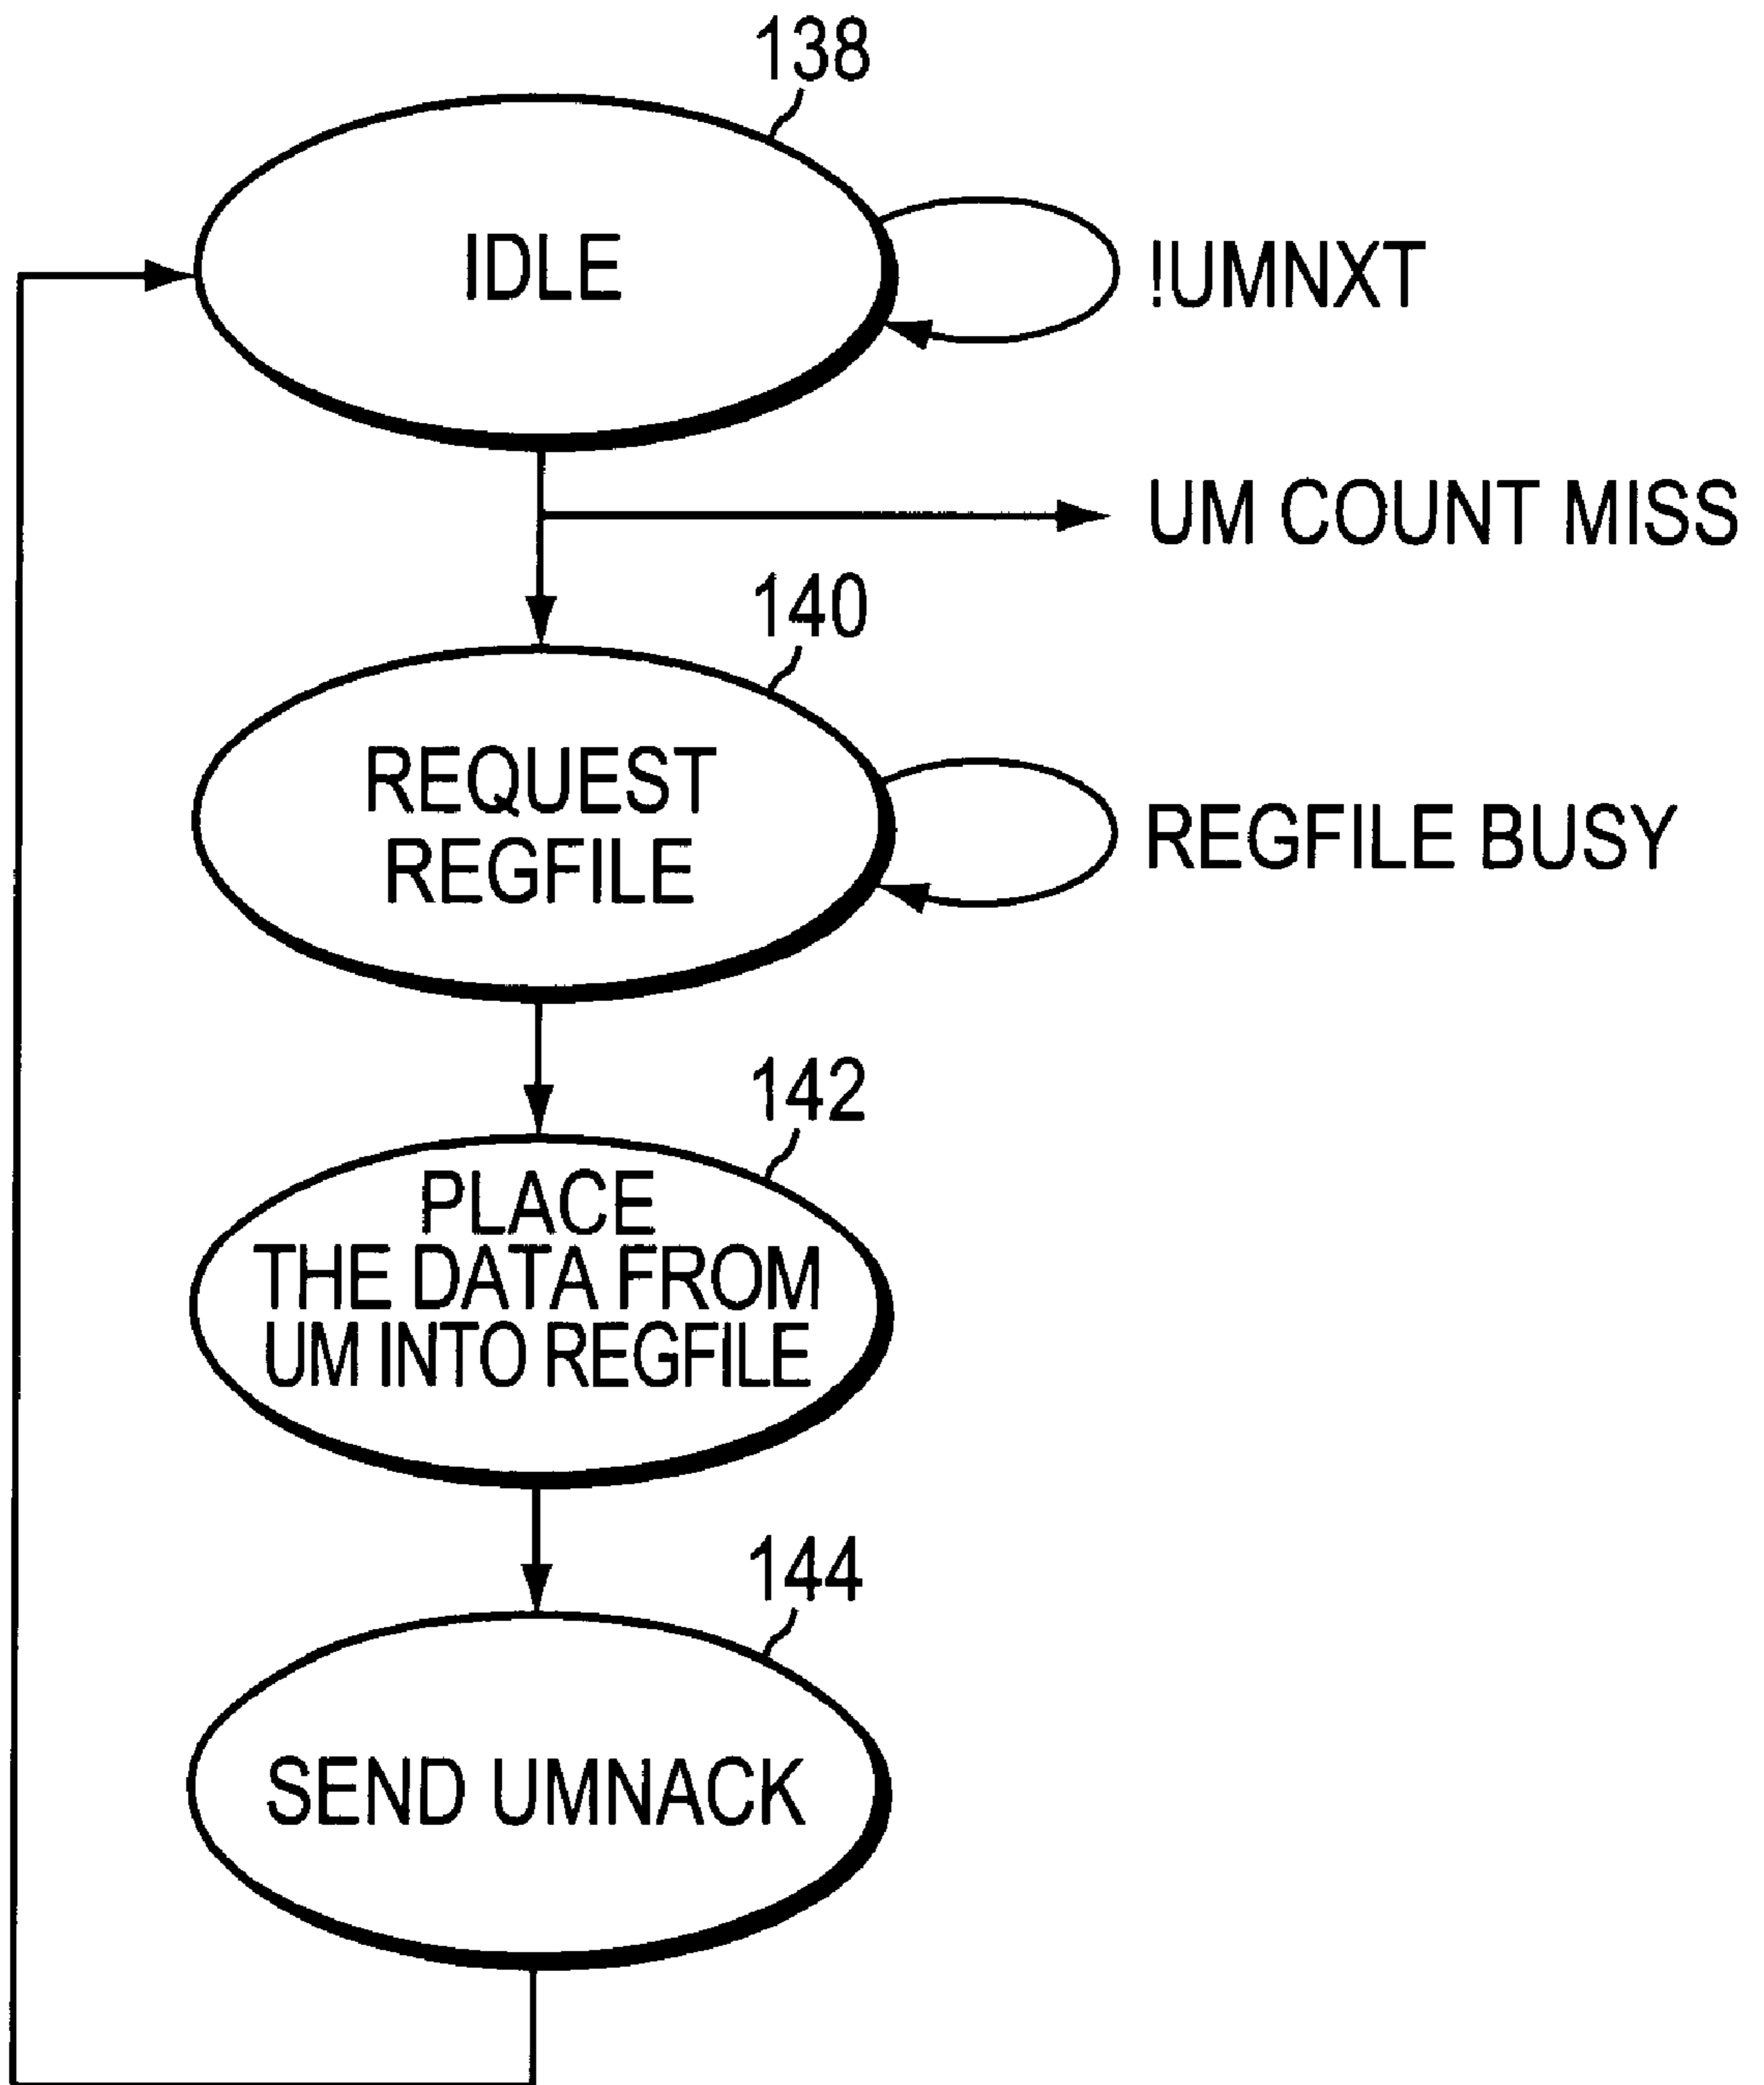 138
IDLE
!UMNXT
UM COUNT MISS
140
REQUEST
REGFILE
REGFILE BUSY
142
PLACE
THE DATA FROM
UM INTO REGFILE
144
SEND UMNACK